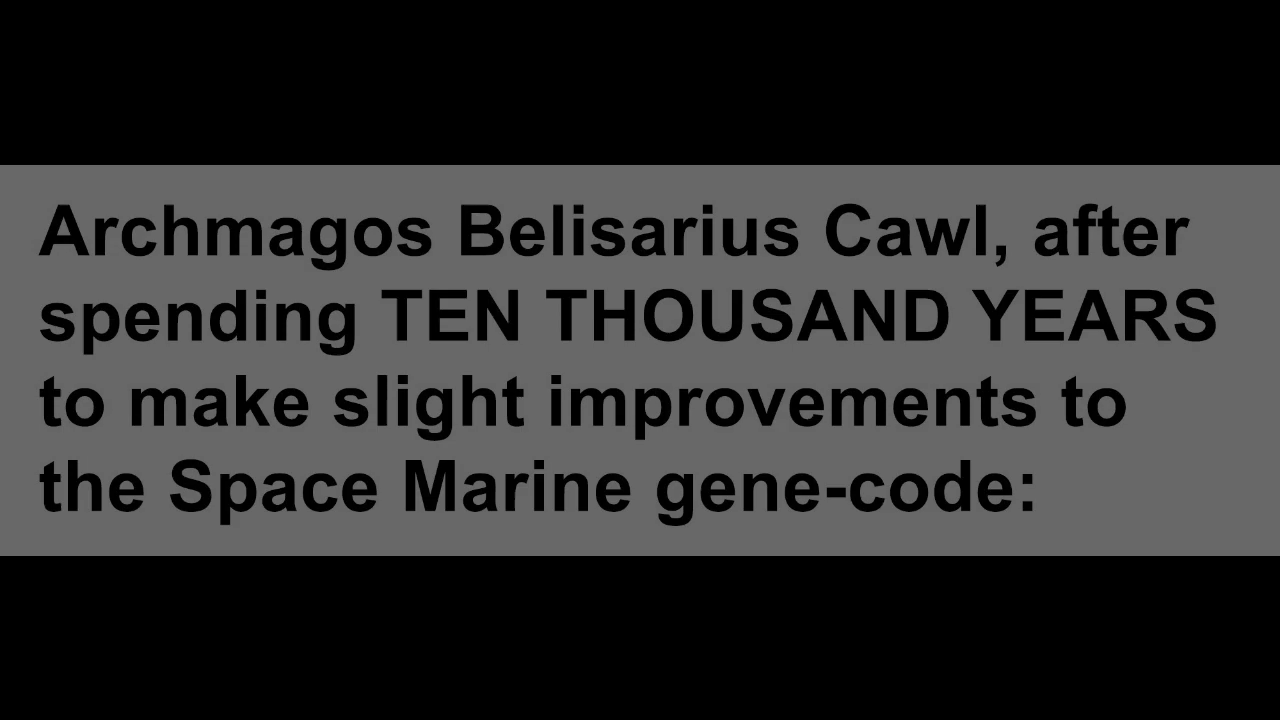 Archmagos Belisarius Cawl, after
spending TEN THOUSAND YEARS
to make slight improvements to
the Space Marine gene-code: